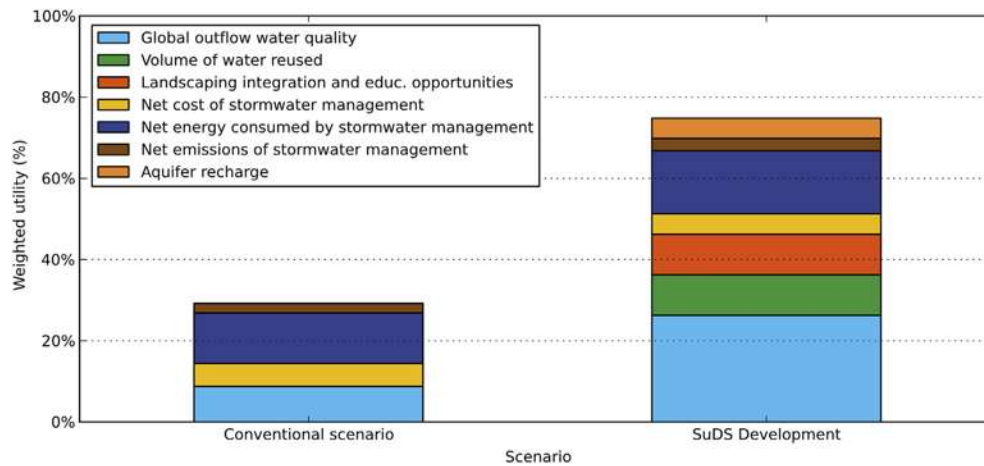 100%
80%
60%
40%
20%
0%
Weighted utility (%)
Global outflow water quality
Volume of water reused
Landscaping integration and educ. opportunities
Net cost of stormwater management
Net energy consumed by stormwater management
Net emissions of stormwater management
Aquifer recharge
Conventional scenario
SuDS Development
Scenario